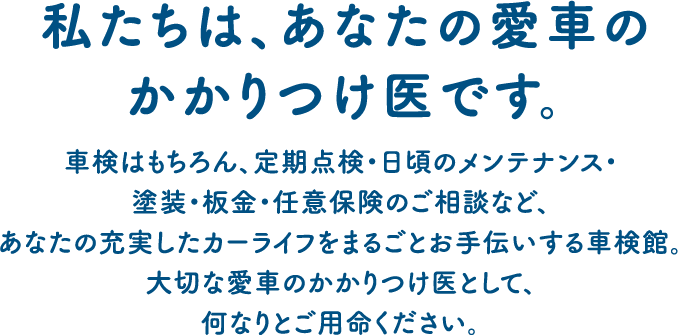 私たちは、あなたの愛車の
かかりつけ医です。
車検はもちろん、定期点検・日頃のメンテナンス・
塗装・板金・任意保険のご相談など、
あなたの充実したカーライフをまるごとお手伝いする車検館。
大切な愛車のかかりつけ医として、
何なりとご用命ください。